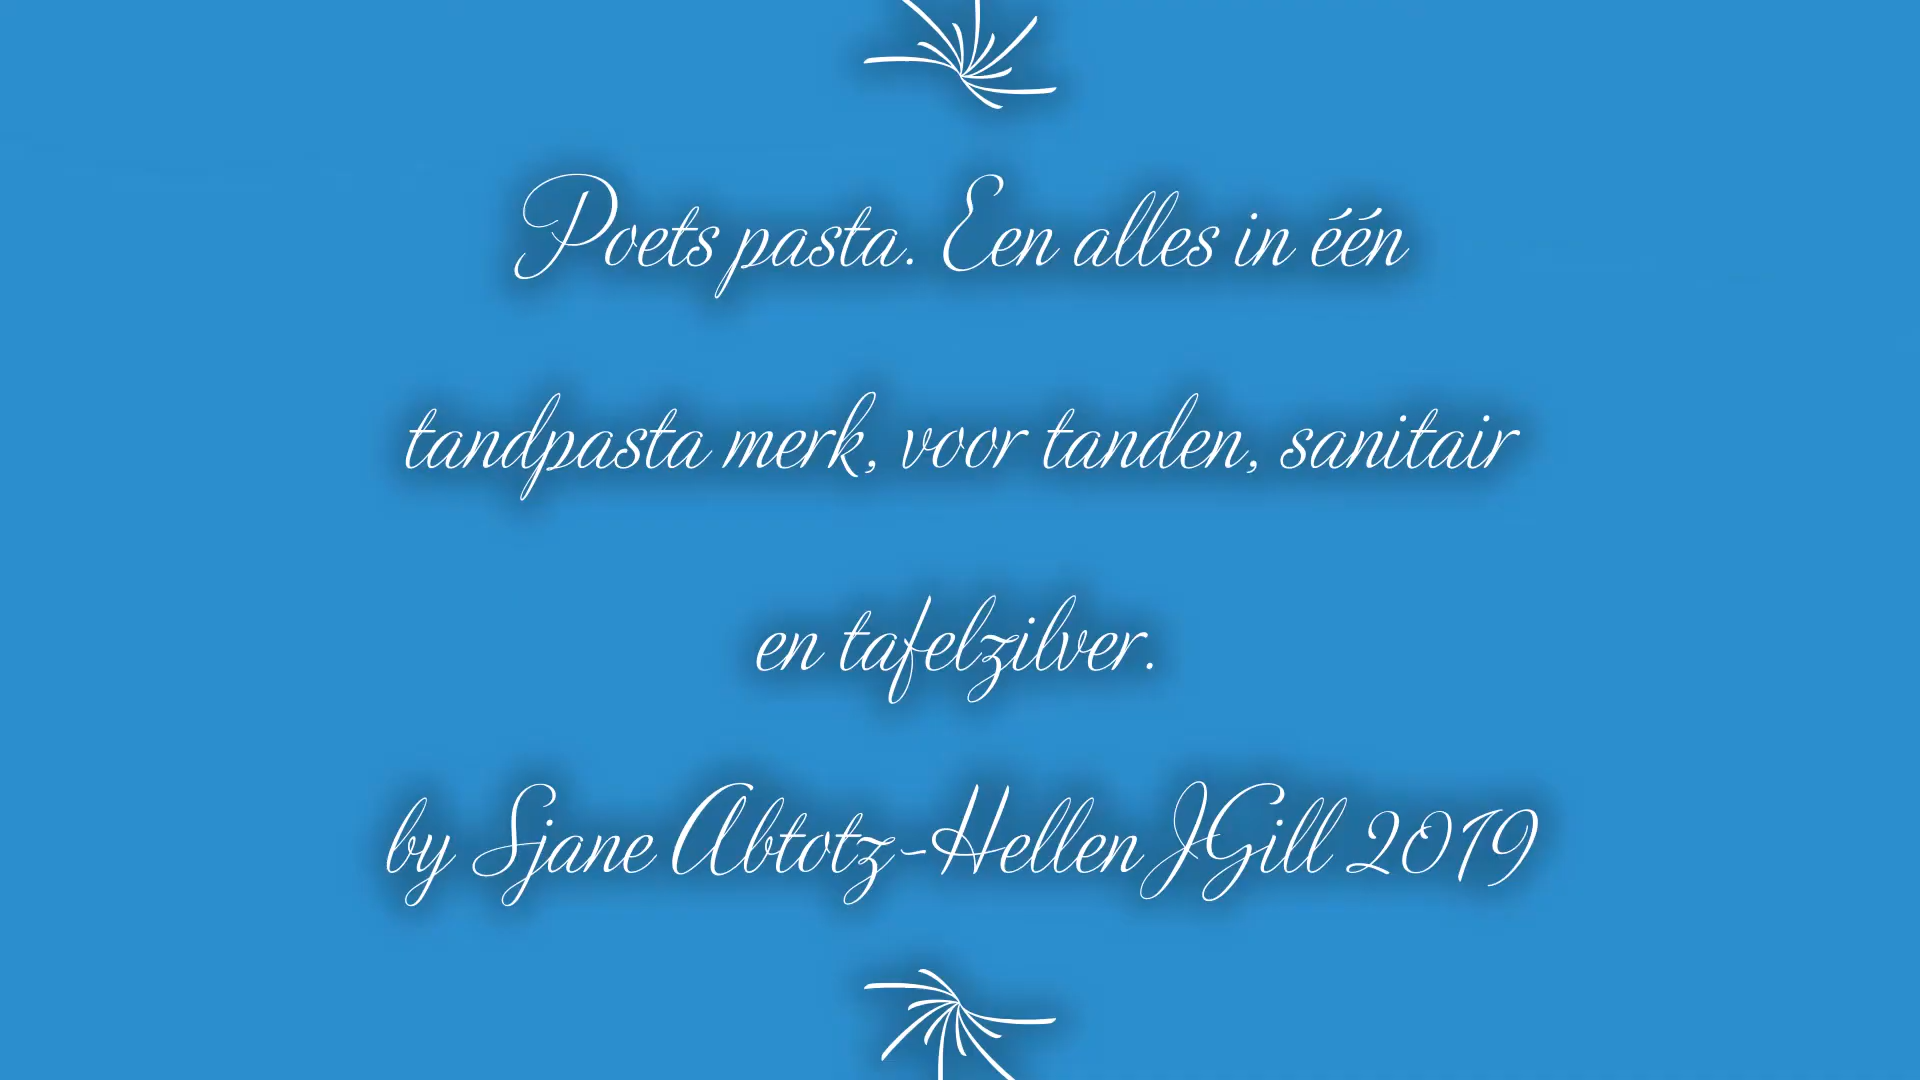 Poets pasta. Een alles in één
tandpasta merk, voor tanden, sanitair
en tafelzilver.
by Sjane Abtotz-Hellen JGill 2019